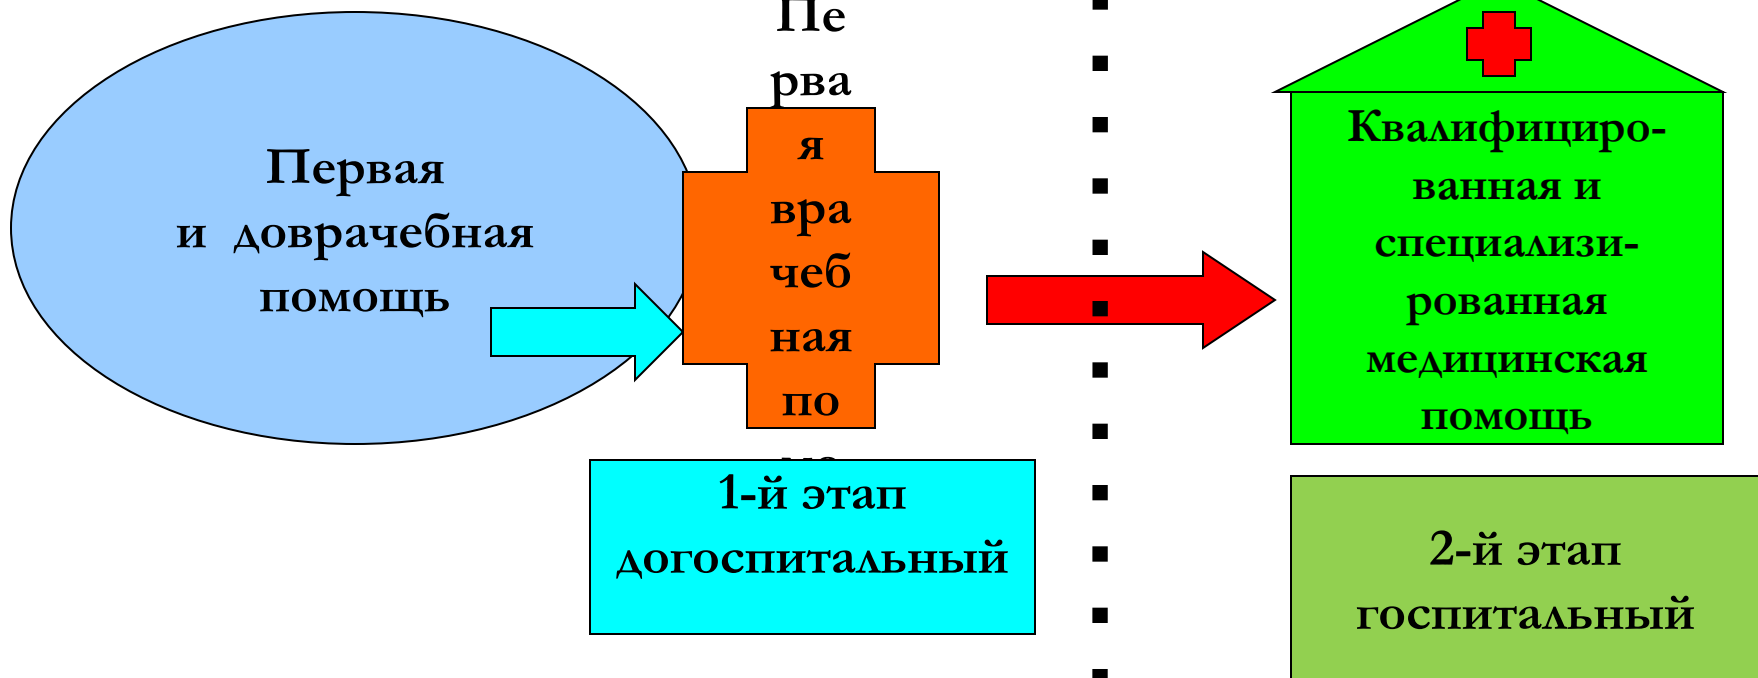 Первая
и доврачебная
помощь
Пе
рва
я
вра
чеб
ная
по
1-й этап
догоспитальный
Квалифициро-
ванная и
специализи-
рованная
медицинская
помощь
2-й этап
госпитальный